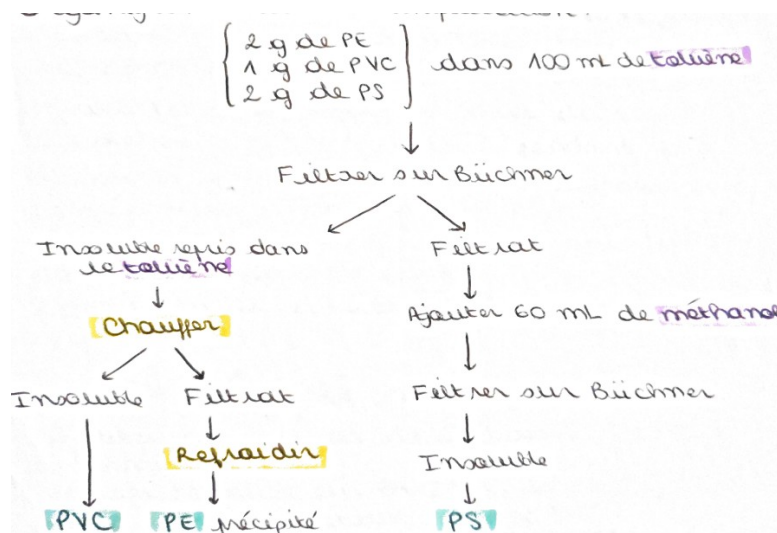 2 g de PE
1 g de PVC
2 g de PS
dans 100 mL de toluène
Filtrer sur Büchner
Insoluble repris dans
le toluène
Filtrat
Chauffer
Ajouter 60 mL de méthanol
Insoluble
Filtrat
Filtrer sur Büchner
Refroidir
Insoluble
PVC
PE précipité
PS